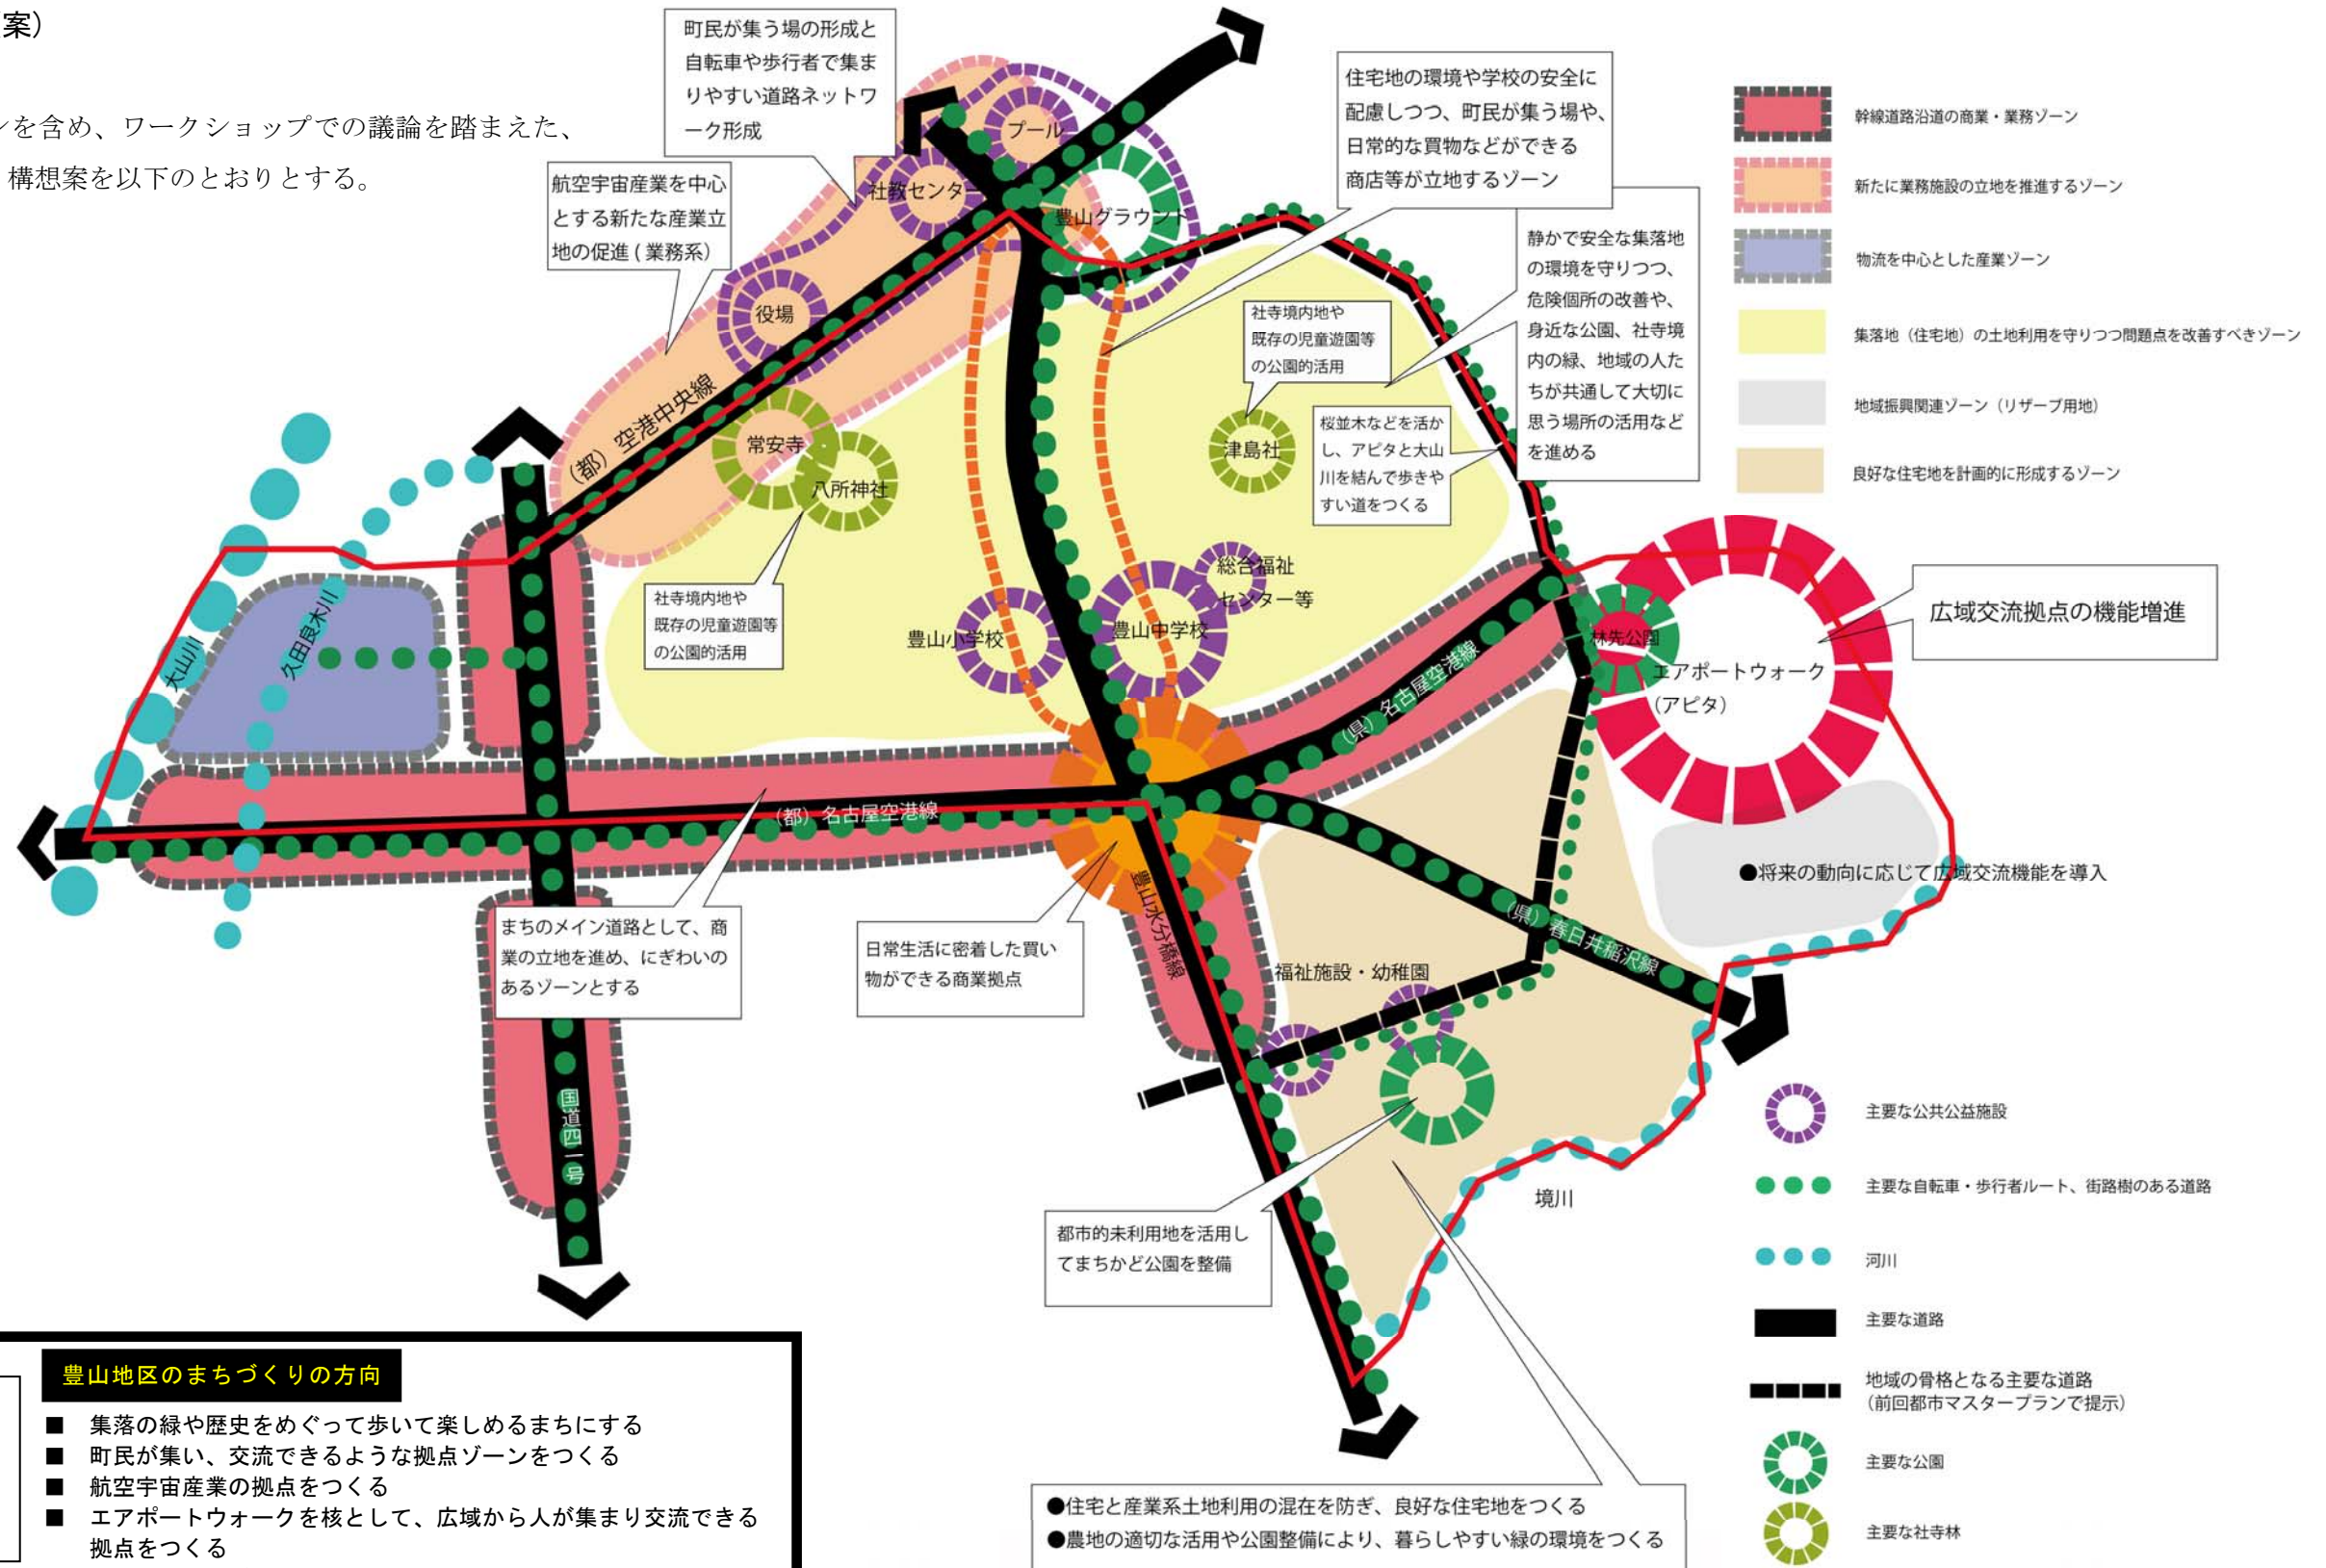 案）
ンを含め、ワークショップでの議論を踏まえた、
構想案を以下のとおりとする。
町民が集う場の形成と
自転車や歩行者で集ま
りやすい道路ネットワ
ーク形成
航空宇宙産業を中心
とする新たな産業立
地の促進 ( 業務系）
住宅地の環境や学校の安全に
配慮しつつ、町民が集う場や、
日常的な買物などができる
商店等が立地するゾーン
静かで安全な集落地
の環境を守りつつ、
危険個所の改善や、
身近な公園、社寺境
内の緑、地域の人た
ちが共通して大切に
思う場所の活用など
を進める
社寺境内地や
既存の児童遊園等
の公園的活用
桜並木などを活か
し、アピタと大山
川を結んで歩きや
すい道をつくる
プール
社教センター
豊山グラウンド
役場
（都）空港中央線
常安寺
八所神社
津島社
総合福祉
センター等
豊山小学校
豊山中学校
社寺境内地や
既存の児童遊園等
の公園的活用
大山川
久田良木川
（県）名古屋空港線
林先公園
エアポートウォーク
（アピタ）
広域交流拠点の機能増進
（都）名古屋空港線
●将来の動向に応じて広域交流機能を導入
豊山水分橋線
（県）春日井稲沢線
まちのメイン道路として、商
業の立地を進め、にぎわいの
あるゾーンとする
日常生活に密着した買い
物ができる商業拠点
福祉施設・幼稚園
国道四一号
境川
都市的未利用地を活用し
てまちかど公園を整備
●住宅と産業系土地利用の混在を防ぎ、良好な住宅地をつくる
●農地の適切な活用や公園整備により、暮らしやすい緑の環境をつくる
幹線道路沿道の商業・業務ゾーン
新たに業務施設の立地を推進するゾーン
物流を中心とした産業ゾーン
集落地（住宅地）の土地利用を守りつつ問題点を改善すべきゾーン
地域振興関連ゾーン（リザーブ用地）
良好な住宅地を計画的に形成するゾーン
主要な公共公益施設
主要な自転車・歩行者ルート、街路樹のある道路
河川
主要な道路
地域の骨格となる主要な道路
（前回都市マスタープランで提示）
主要な公園
主要な社寺林
豊山地区のまちづくりの方向
■ 集落の緑や歴史をめぐって歩いて楽しめるまちにする
■ 町民が集い、交流できるような拠点ゾーンをつくる
■ 航空宇宙産業の拠点をつくる
■ エアポートウォークを核として、広域から人が集まり交流できる
拠点をつくる